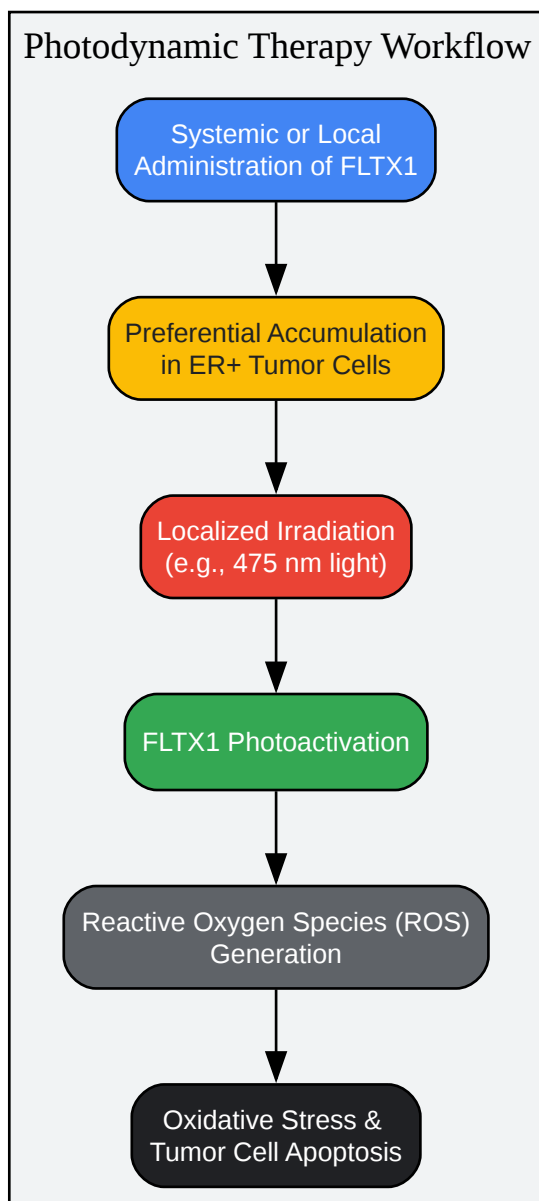 Photodynamic Therapy Workflow
Systemic or Local
Administration of FLTX1
Preferential Accumulation
in ER+ Tumor Cells
Localized Irradiation
(e.g., 475 nm light)
FLTX1 Photoactivation
Reactive Oxygen Species (ROS)
Generation
Oxidative Stress &
Tumor Cell Apoptosis